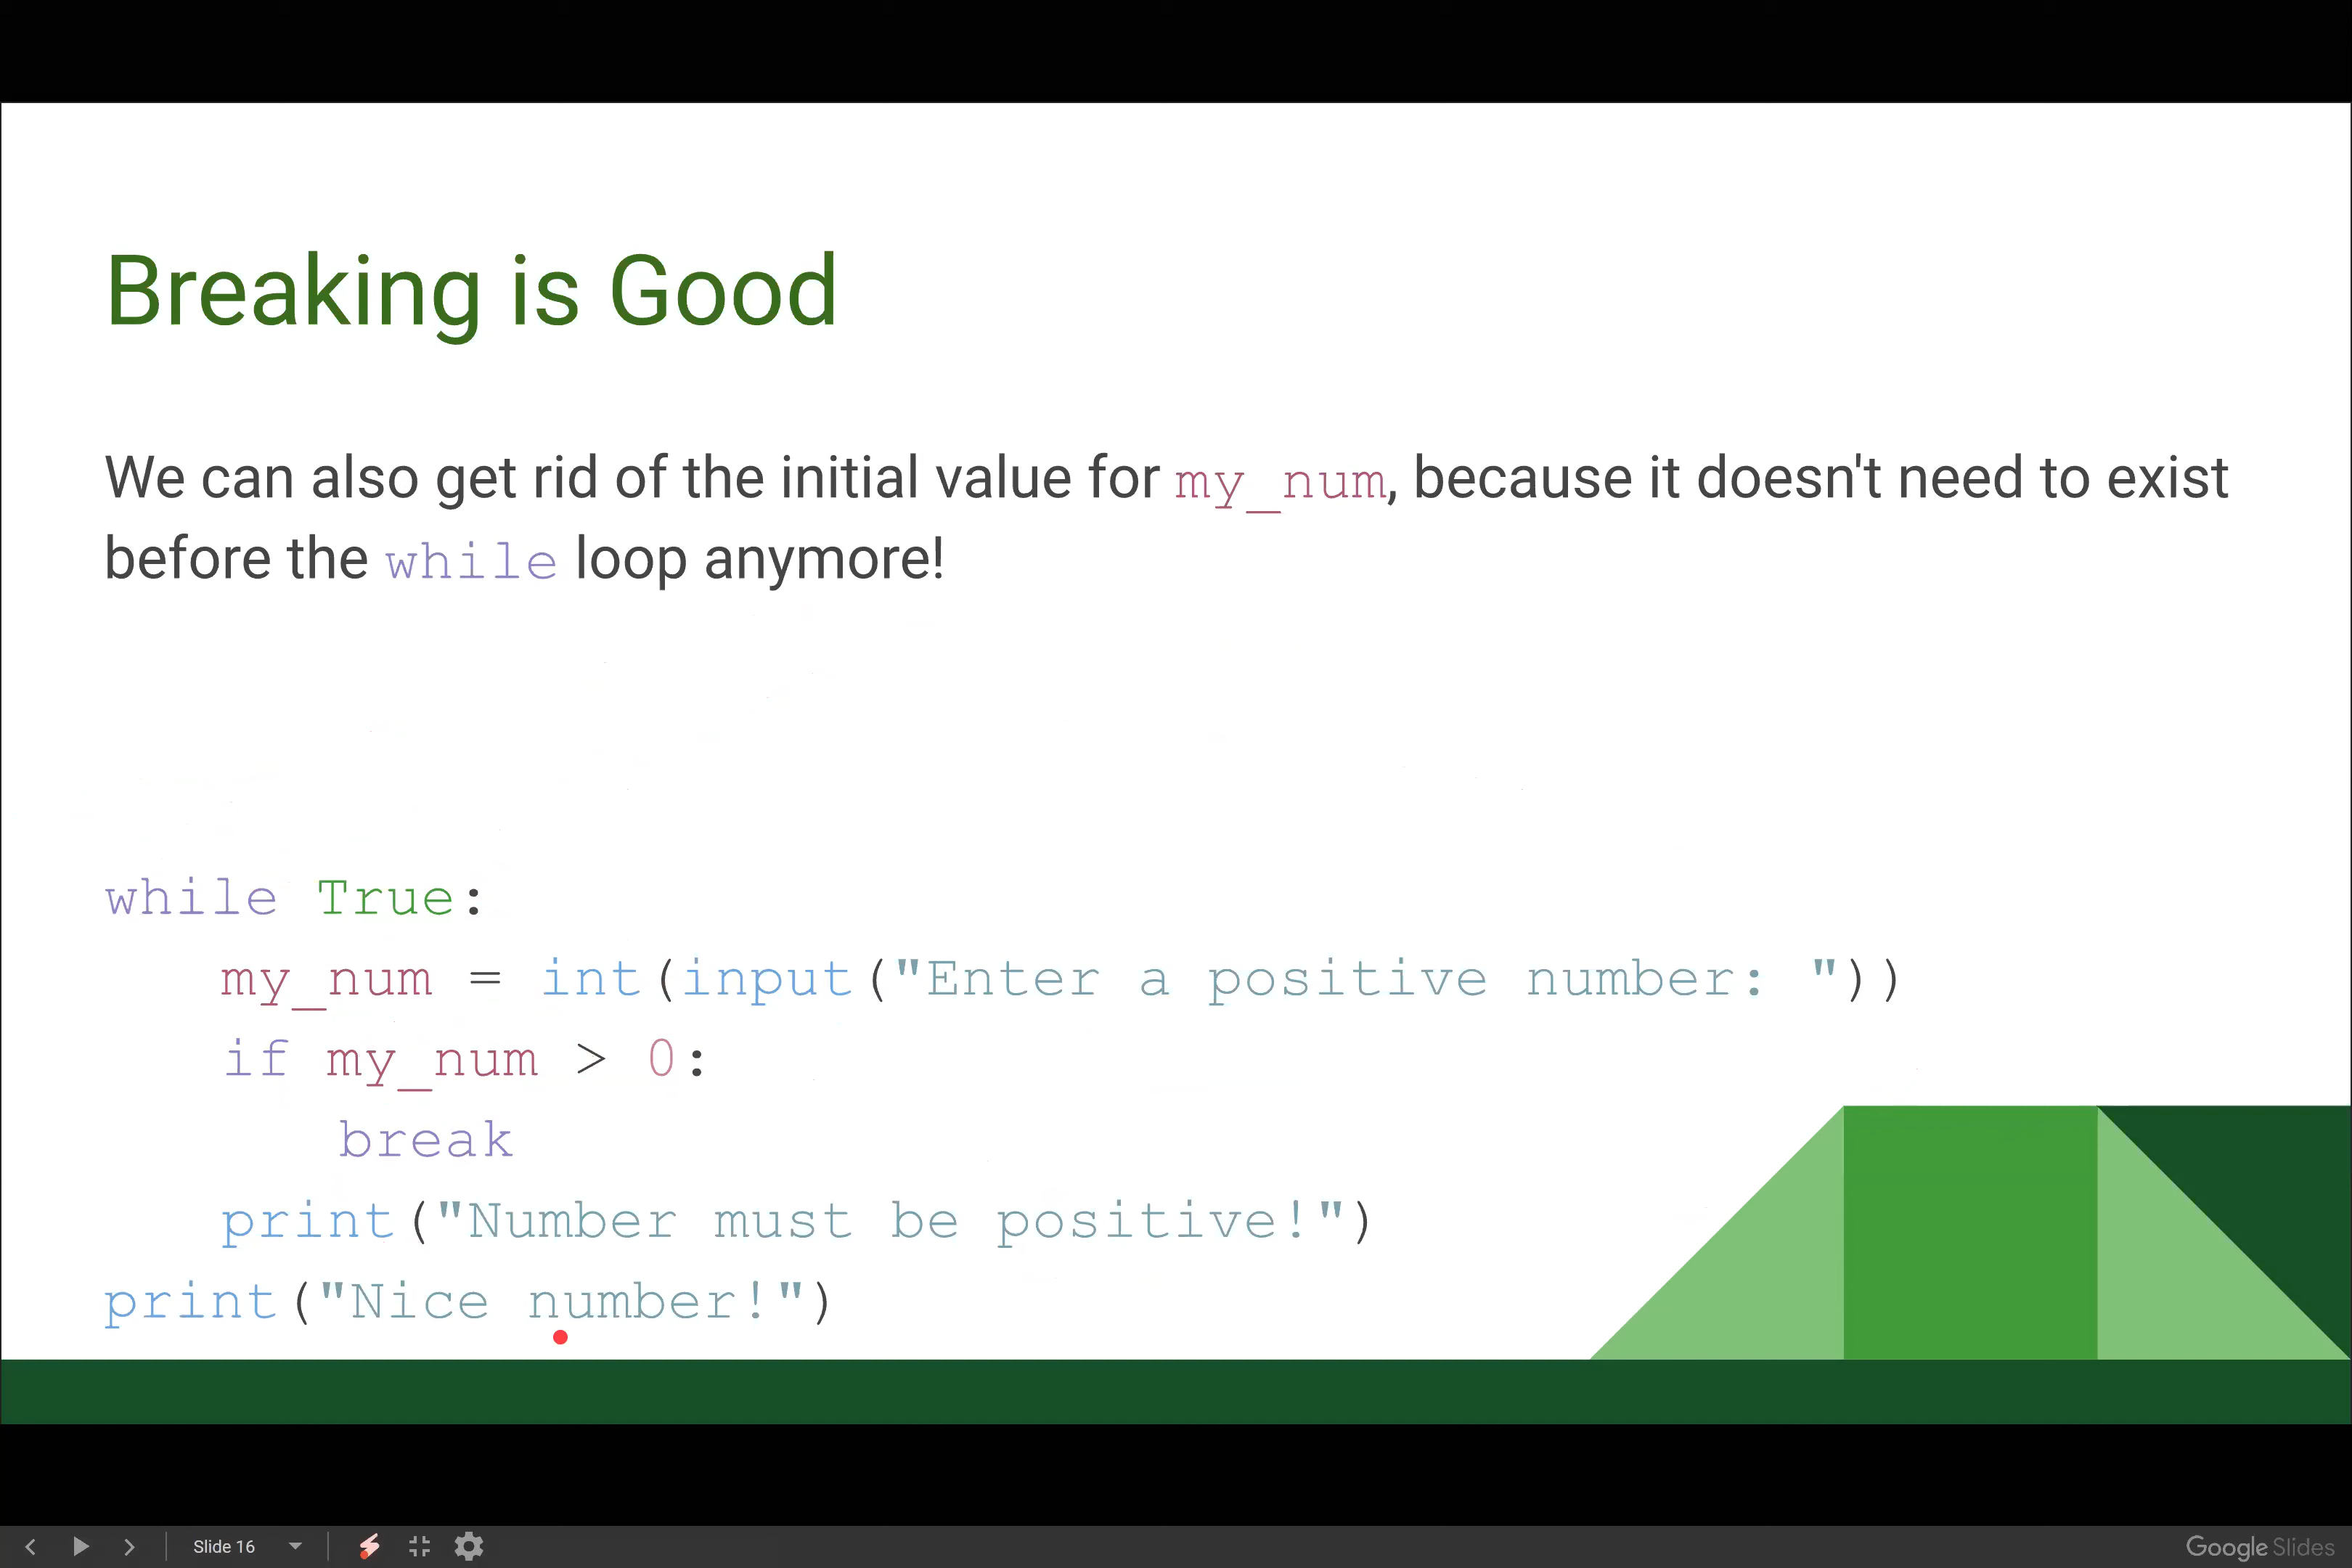 Breaking is Good
We can also get rid of the initial value for my_num, because it doesn't need to exist
before the while loop anymore!
while True:
    my_num = int(input("Enter a positive number: "))
    if my_num > 0:
        break
    print("Number must be positive!")
print("Nice number!")
Slide 16
Google Slides